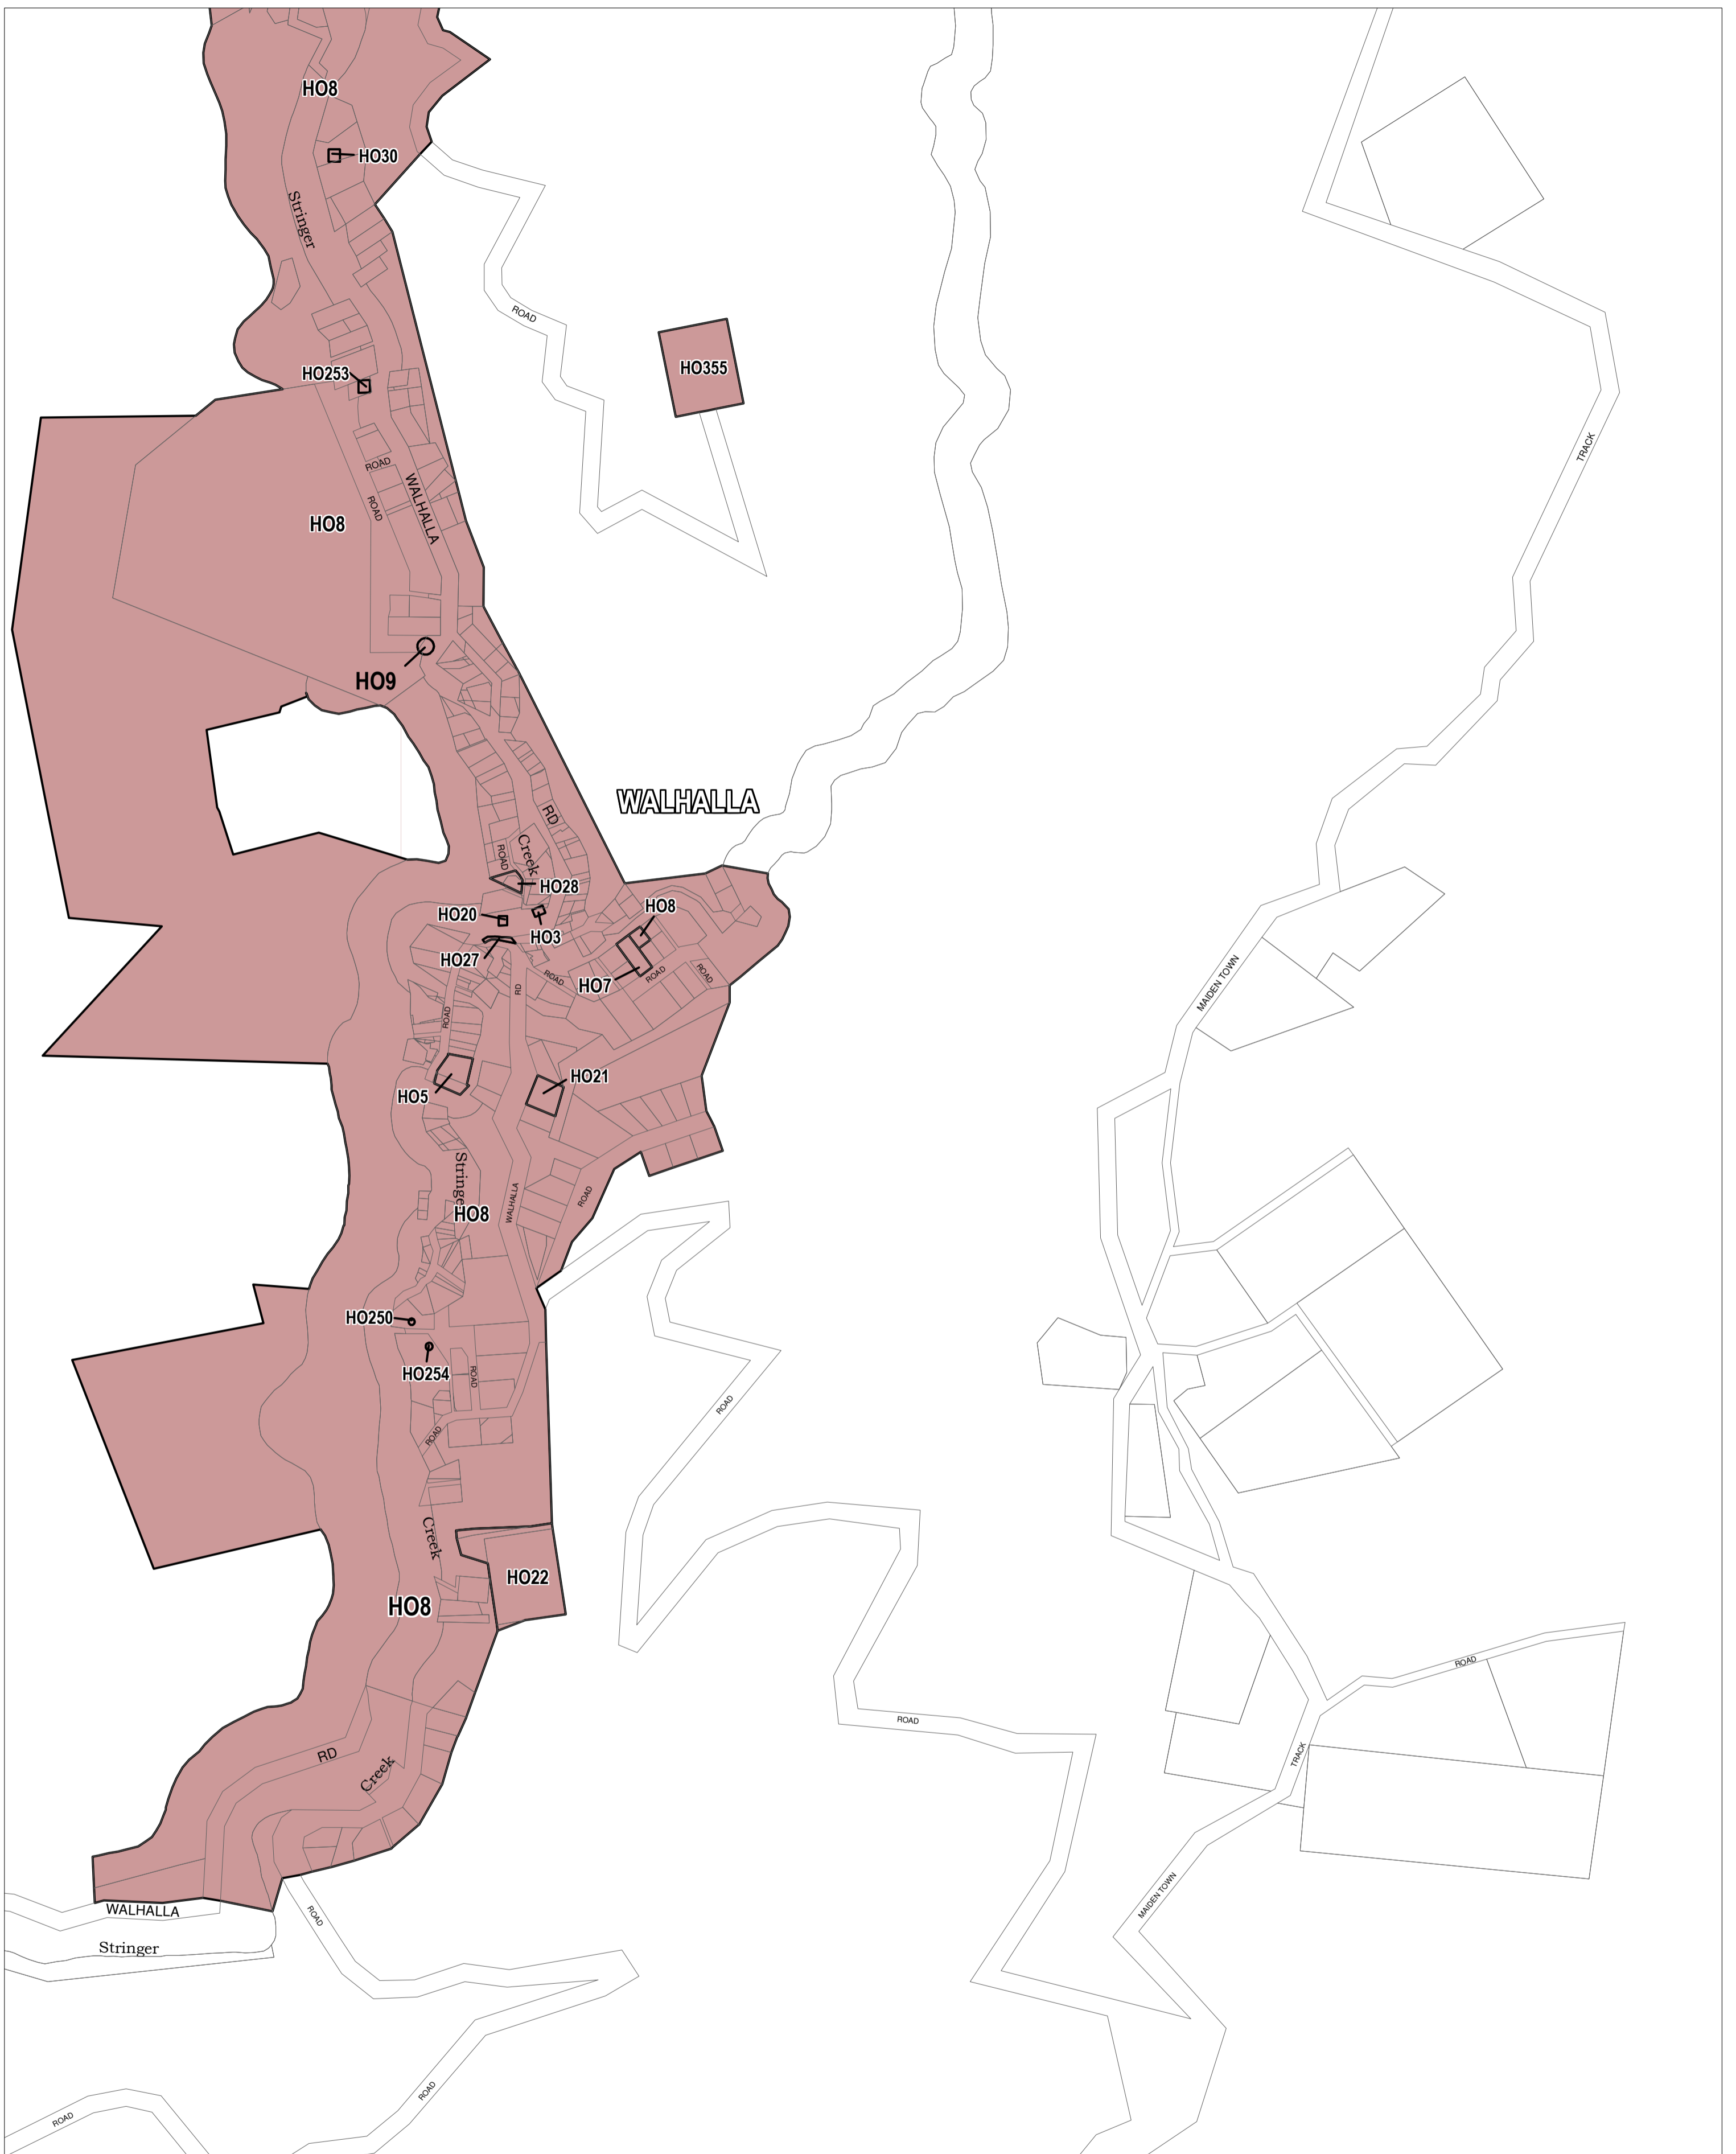 HO8
HO30
Stringer
ROAD
HO355
HO253
TRACK
ROAD
WALHALLA
ROAD
HO8
HO9
WALHALLA
RD
Creek
ROAD
HO28
HO8
HO20
HO3
HO27
ROAD
HO7
ROAD
ROAD
RD
MAIDEN TOWN
ROAD
HO21
HO5
Stringer
ROAD
WALHALLA
HO8
HO250
HO254
ROAD
ROAD
ROAD
Creek
HO22
HO8
ROAD
ROAD
RD
TRACK
Creek
MAIDEN TOWN
WALHALLA
ROAD
Stringer
ROAD
ROAD